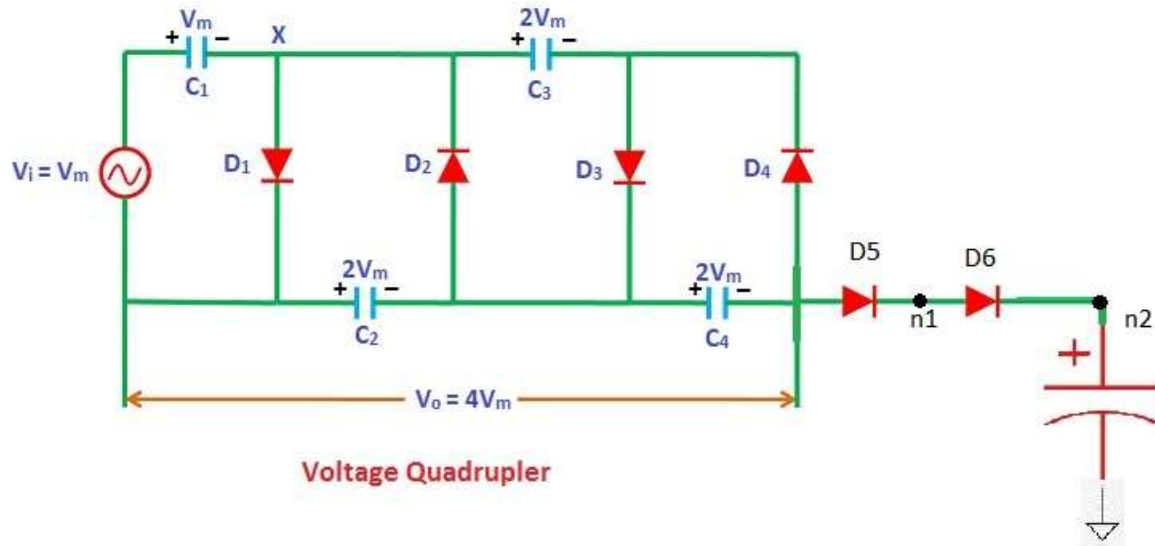 Vm
2Vm
+ − X + −
C1 C3
Vi = Vm D1 D2 D3 D4
D5 D6
2Vm 2Vm
+ − + −
n1 n2
C2 C4
+
Vo = 4Vm
Voltage Quadrupler